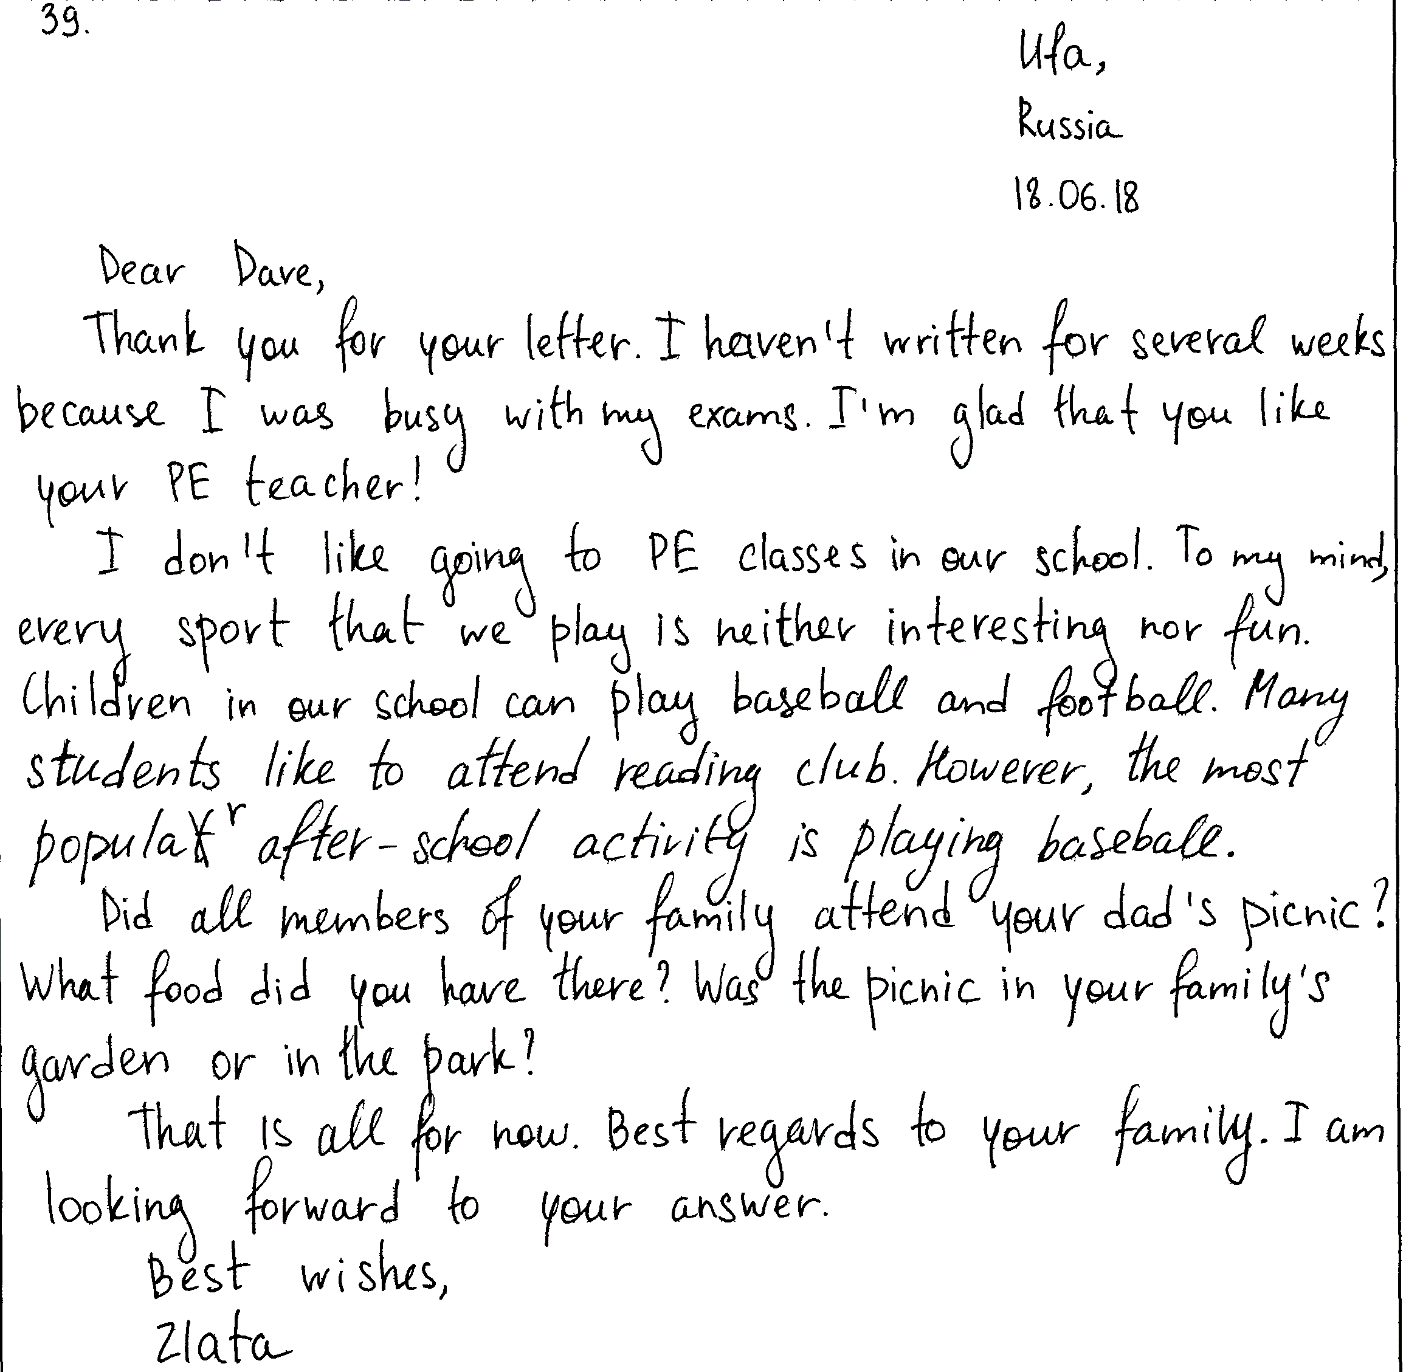 39.
Ufa,
Russia
18.06.18
Dear Dave,
Thank you for your letter. I haven't written for several weeks
because I was busy with my exams. I'm glad that you like
your PE teacher!
I don't like going to PE classes in our school. To my mind,
every sport that we play is neither interesting nor fun.
Children in our school can play baseball and football. Many
students like to attend reading club. However, the most
popular after-school activity is playing baseball.
Did all members of your family attend your dad's picnic?
What food did you have there? Was the picnic in your family's
garden or in the park?
That is all for now. Best regards to your family. I am
looking forward to your answer.
Best wishes,
Zlata